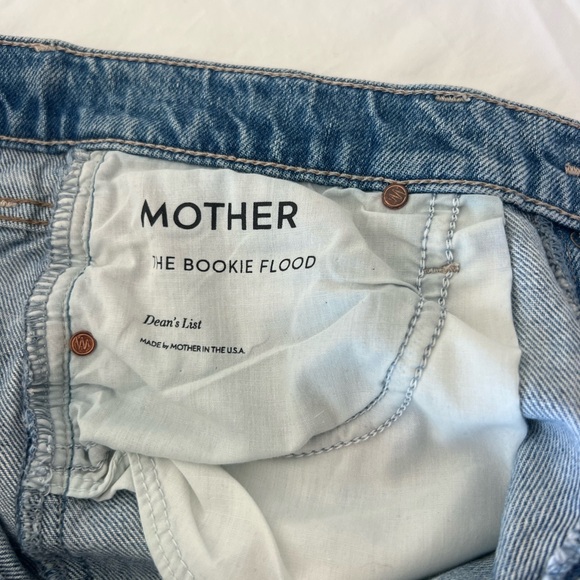 MOTHER
THE BOOKIE FLOOD
Dean's List
MADE by MOTHER IN THE U.S.A.